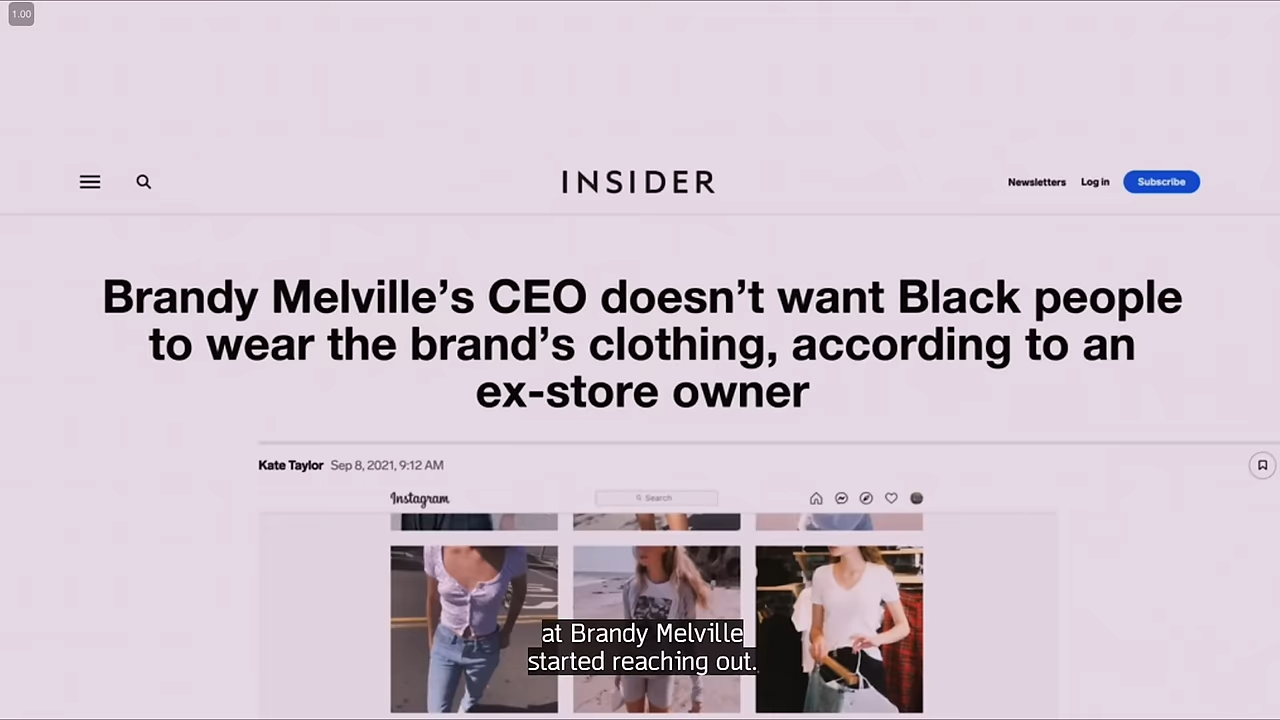 1.00
INSIDER
Newsletters Log in Subscribe
Brandy Melville’s CEO doesn’t want Black people
to wear the brand’s clothing, according to an
ex-store owner
Kate Taylor Sep 8, 2021, 9:12 AM
Instagram
Search
at Brandy Melville
started reaching out.